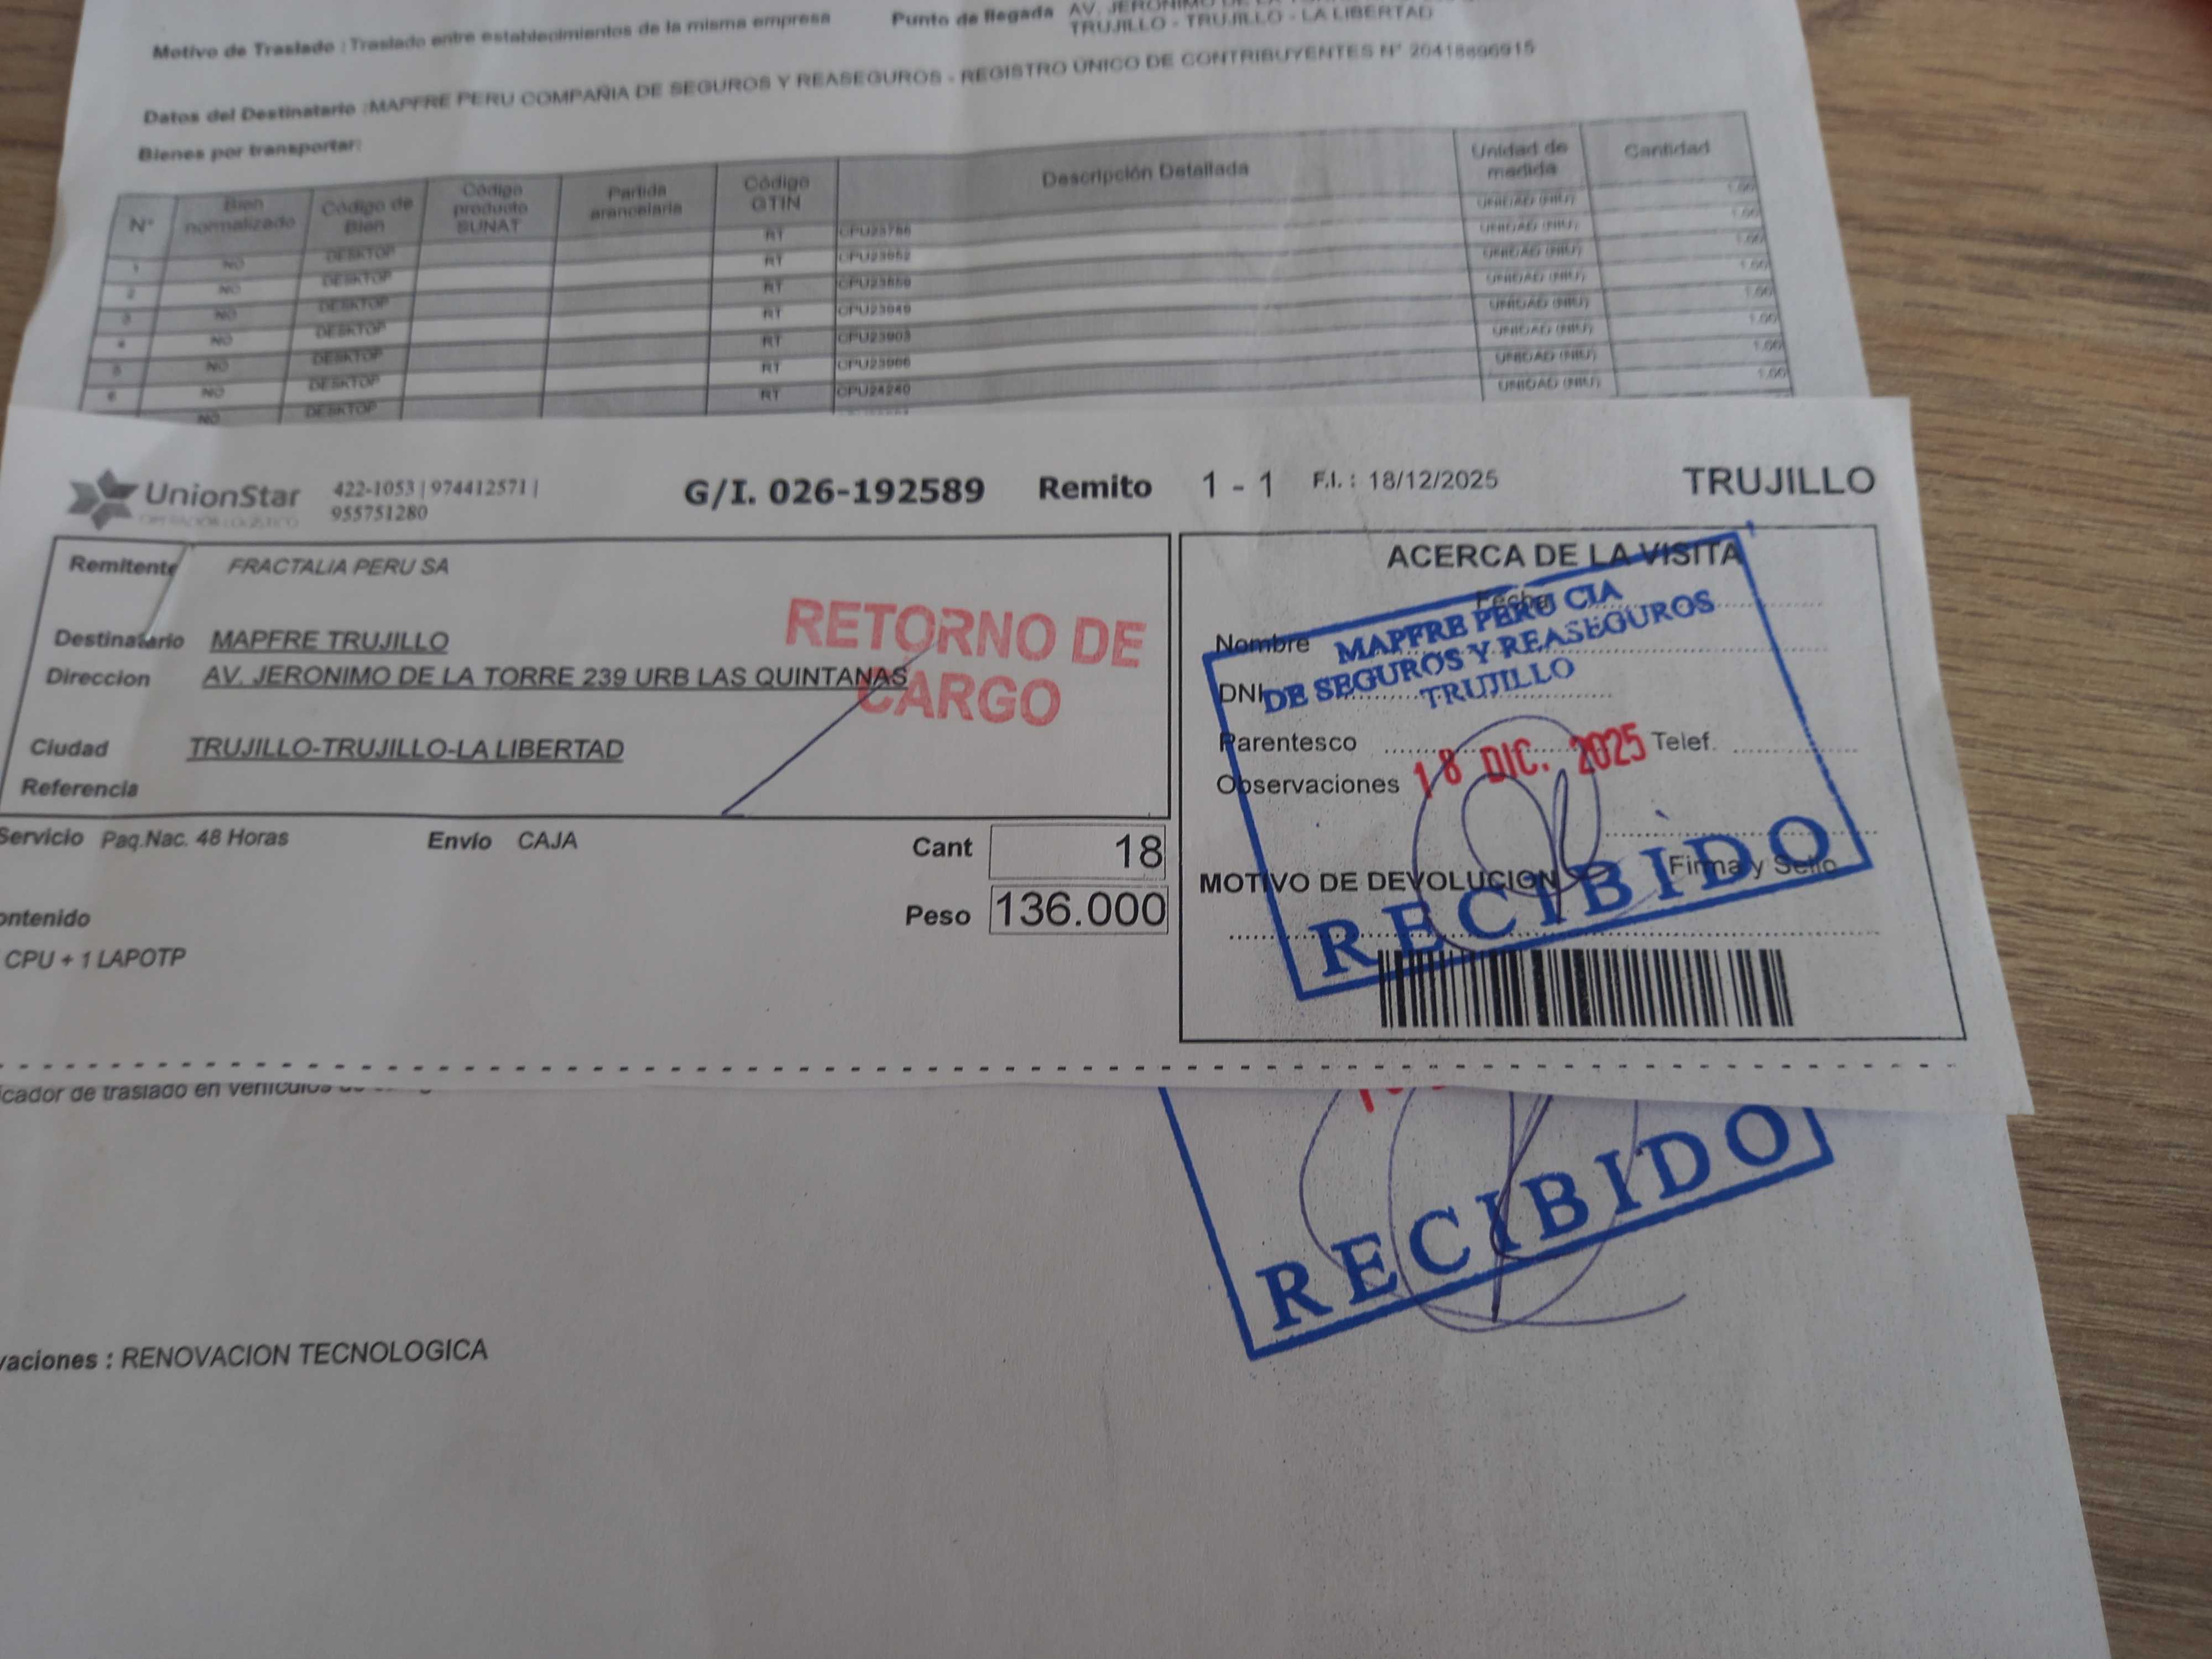 Motivo de Traslado : Traslado entre establecimientos de la misma empresa
Punto de llegada AV. JERONIMO DE LA
TRUJILLO - TRUJILLO - LA LIBERTAD
Datos del Destinatario : MAPFRE PERU COMPAÑIA DE SEGUROS Y REASEGUROS - REGISTRO ÚNICO DE CONTRIBUYENTES N° 20418896915
Bienes por transportar:
N° Bien normalizado Código de Bien Código producto SUNAT Partida arancelaria Código GTIN Descripción Detallada Unidad de medida Cantidad
1 NO DESKTOP RT UNIDAD (NIU) 1.00
2 NO DESKTOP RT UNIDAD (NIU) 1.00
3 NO DESKTOP RT UNIDAD (NIU) 1.00
4 NO DESKTOP RT UNIDAD (NIU) 1.00
5 NO DESKTOP RT UNIDAD (NIU) 1.00
6 NO DESKTOP RT UNIDAD (NIU) 1.00
NO DESKTOP RT CPU24240 UNIDAD (NIU) 1.00
UnionStar
OPERADOR LOGÍSTICO
422-1053 | 974412571 |
955751280
G/I. 026-192589 Remito 1 - 1 F.I. : 18/12/2025 TRUJILLO
Remitente FRACTALIA PERU SA
Destinatario MAPFRE TRUJILLO
Direccion AV. JERONIMO DE LA TORRE 239 URB LAS QUINTANAS
Ciudad TRUJILLO-TRUJILLO-LA LIBERTAD
Referencia
RETORNO DE
CARGO
Servicio Paq.Nac. 48 Horas Envío CAJA Cant 18
Peso 136.000
ontenido
CPU + 1 LAPOTP
ACERCA DE LA VISITA
Fecha
Nombre
DNI
Parentesco Telef.
Observaciones
Firma y Sello
MOTIVO DE DEVOLUCION
MAPFRE PERU CIA
DE SEGUROS Y REASEGUROS
TRUJILLO
18 DIC. 2025
RECIBIDO
icador de traslado en vehículos
RECIBIDO
vaciones : RENOVACION TECNOLOGICA